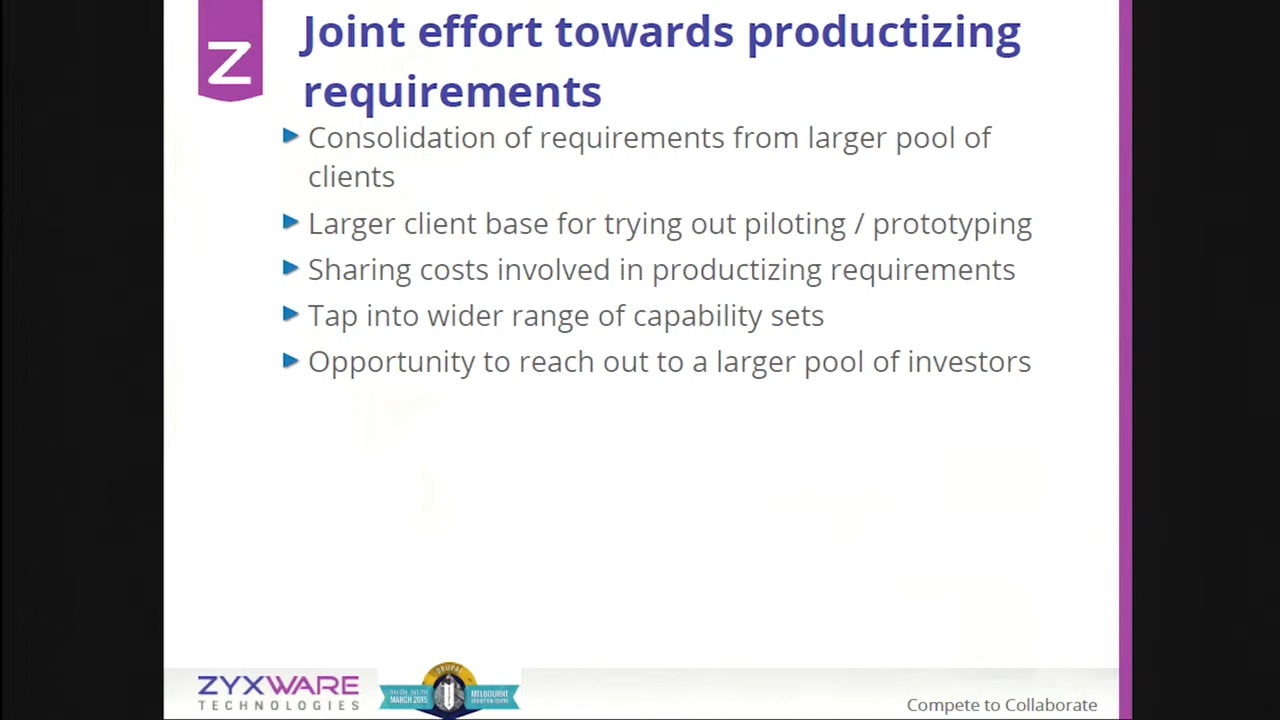 Z
Joint effort towards productizing
requirements
Consolidation of requirements from larger pool of
clients
Larger client base for trying out piloting / prototyping
Sharing costs involved in productizing requirements
Tap into wider range of capability sets
Opportunity to reach out to a larger pool of investors
ZYXWARE
TECHNOLOGIES
DRUPAL
MARCH 2015
MELBOURNE
Compete to Collaborate